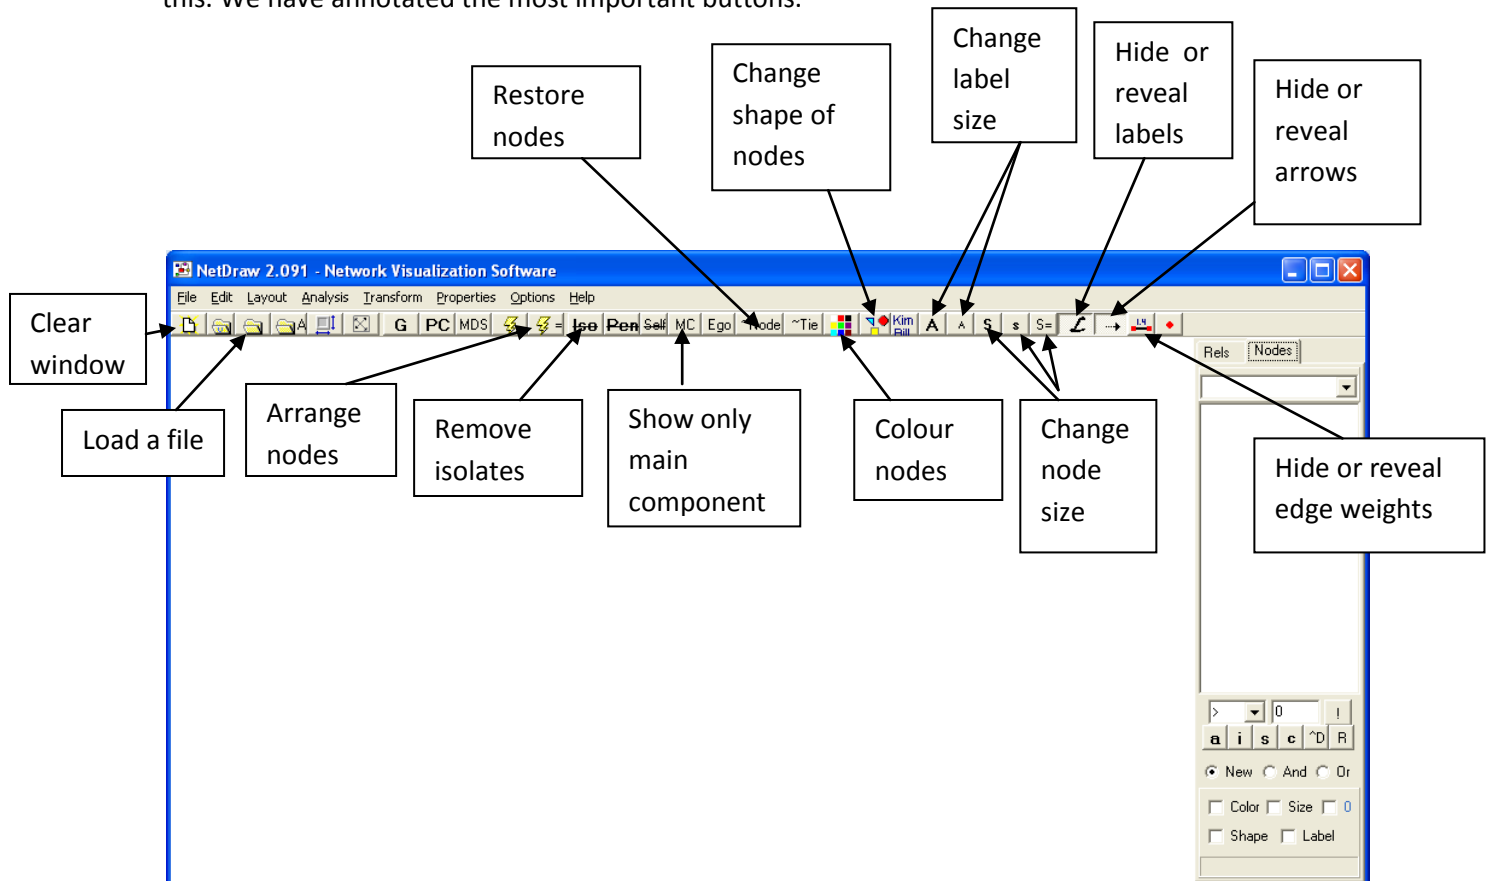 this. We have annotated the most important buttons.
Change
label
size
Hide or
reveal
labels
Change
shape of
nodes
Restore
nodes
Hide or
reveal
arrows
NetDraw 2.091 - Network Visualization Software
File Edit Layout Analysis Transform Properties Options Help
G PC MDS = Iso Pen Self MC Ego ~Node ~Tie Kim A A S s S= L
Bill
Clear
window
Rels Nodes
Load a file
Arrange
nodes
Remove
isolates
Show only
main
component
Colour
nodes
Change
node
size
Hide or reveal
edge weights
> 0 !
a i s c ^D R
New And Or
Color Size 0
Shape Label